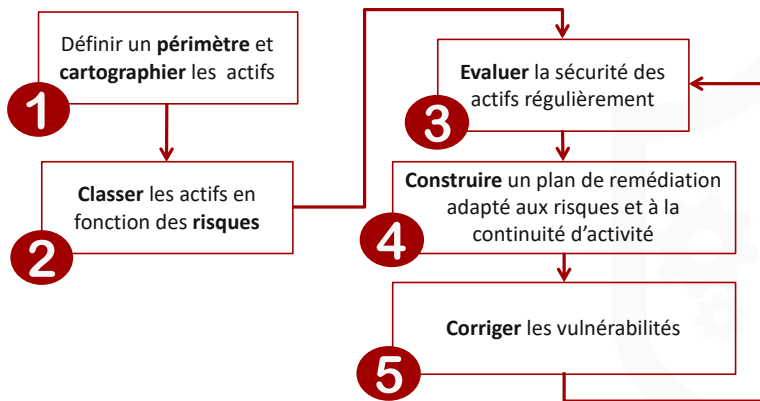 Définir un périmètre et
cartographier les actifs
1
Classer les actifs en
fonction des risques
2
Evaluer la sécurité des
actifs régulièrement
3
Construire un plan de remédiation
adapté aux risques et à la
continuité d’activité
4
Corriger les vulnérabilités
5